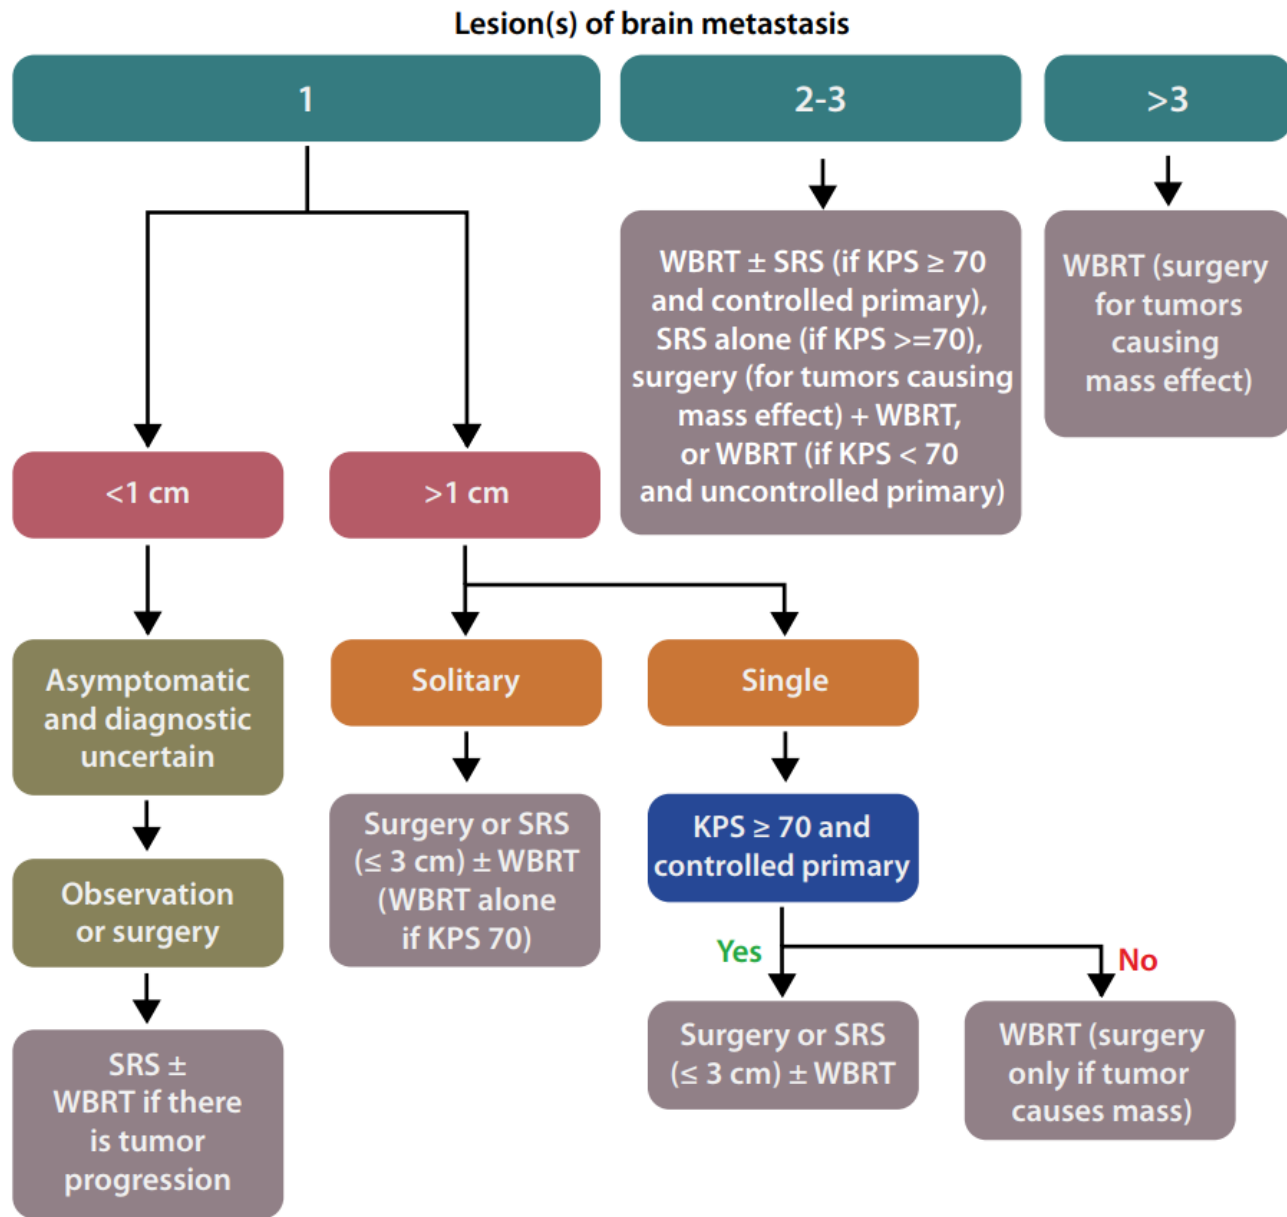 Lesion(s) of brain metastasis
1
2-3
>3
WBRT ± SRS (if KPS ≥ 70
and controlled primary),
SRS alone (if KPS >=70),
surgery (for tumors causing
mass effect) + WBRT,
or WBRT (if KPS < 70
and uncontrolled primary)
WBRT (surgery
for tumors
causing
mass effect)
<1 cm
>1 cm
Asymptomatic
and diagnostic
uncertain
Solitary
Single
Observation
or surgery
Surgery or SRS
(≤ 3 cm) ± WBRT
(WBRT alone
if KPS 70)
KPS ≥ 70 and
controlled primary
Yes
No
SRS ±
WBRT if there
is tumor
progression
Surgery or SRS
(≤ 3 cm) ± WBRT
WBRT (surgery
only if tumor
causes mass)